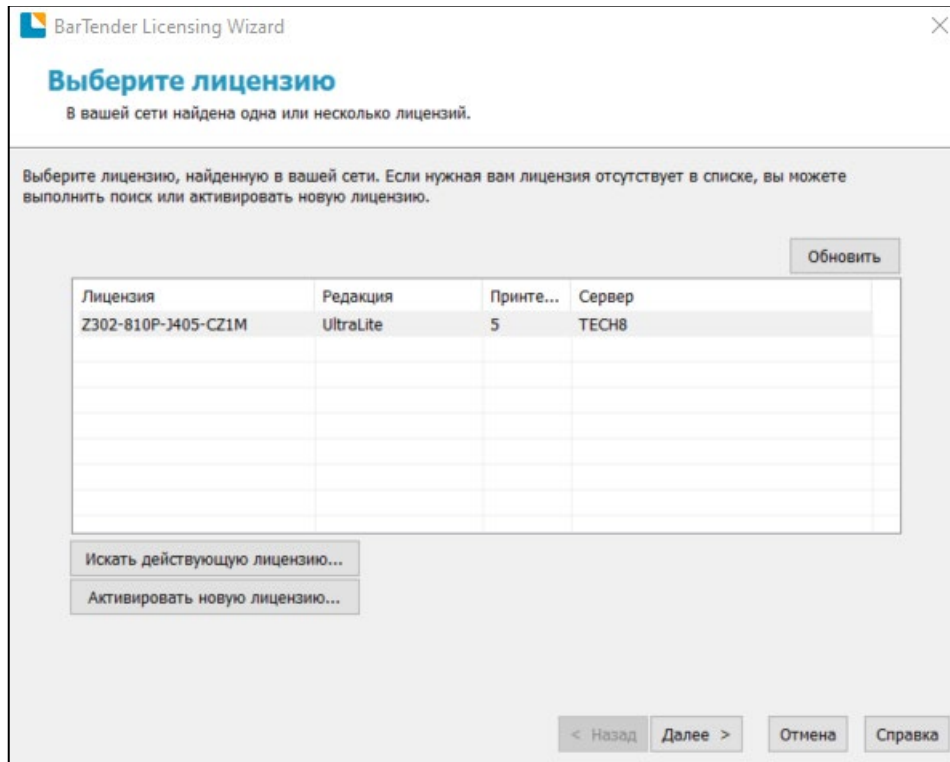 BarTender Licensing Wizard
Выберите лицензию
В вашей сети найдена одна или несколько лицензий.
Выберите лицензию, найденную в вашей сети. Если нужная вам лицензия отсутствует в списке, вы можете
выполнить поиск или активировать новую лицензию.
Обновить
Лицензия Редакция Принте... Сервер
Z302-810P-J405-CZ1M UltraLite 5 TECH8
Искать действующую лицензию...
Активировать новую лицензию...
< Назад Далее > Отмена Справка